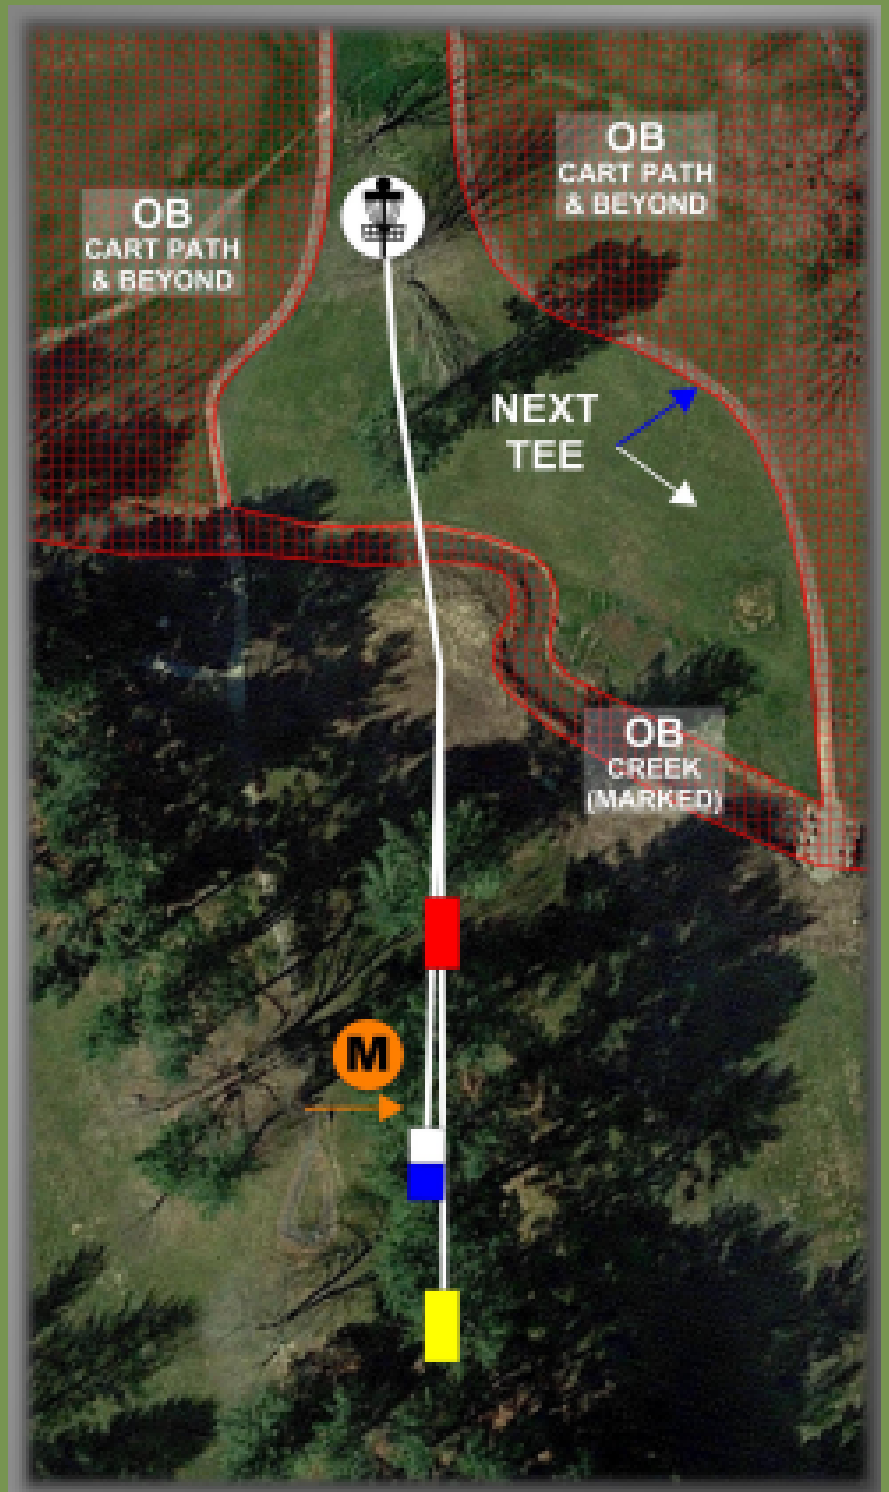 OB
CART PATH
& BEYOND
OB
CART PATH
& BEYOND
NEXT
TEE
OB
CREEK
(MARKED)
M